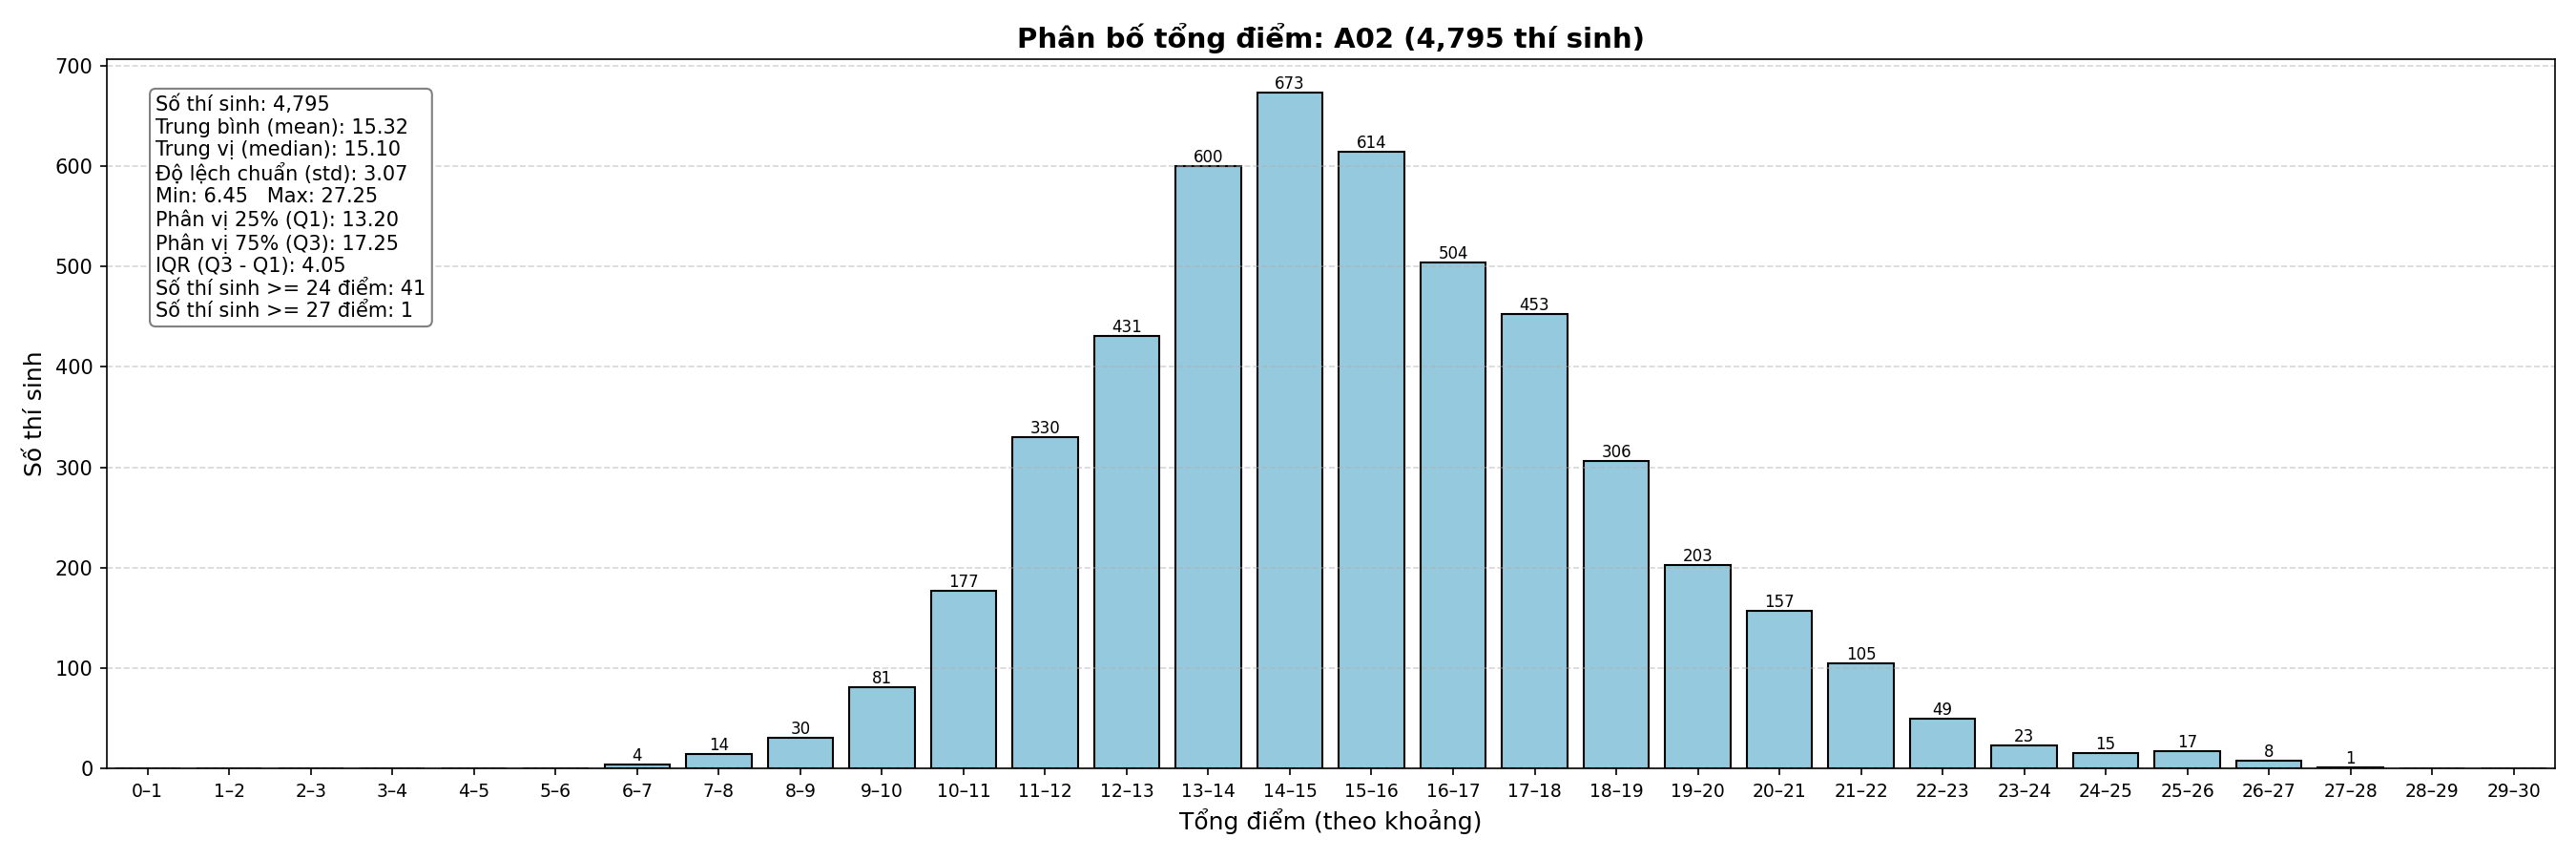 Phân bố tổng điểm: A02 (4,795 thí sinh)
Số thí sinh: 4,795
Trung bình (mean): 15.32
Trung vị (median): 15.10
Độ lệch chuẩn (std): 3.07
Min: 6.45   Max: 27.25
Phân vị 25% (Q1): 13.20
Phân vị 75% (Q3): 17.25
IQR (Q3 - Q1): 4.05
Số thí sinh >= 24 điểm: 41
Số thí sinh >= 27 điểm: 1
Số thí sinh
700
600
500
400
300
200
100
0
4
14
30
81
177
330
431
600
673
614
504
453
306
203
157
105
49
23
15
17
8
1
0–1 1–2 2–3 3–4 4–5 5–6 6–7 7–8 8–9 9–10 10–11 11–12 12–13 13–14 14–15 15–16 16–17 17–18 18–19 19–20 20–21 21–22 22–23 23–24 24–25 25–26 26–27 27–28 28–29 29–30
Tổng điểm (theo khoảng)